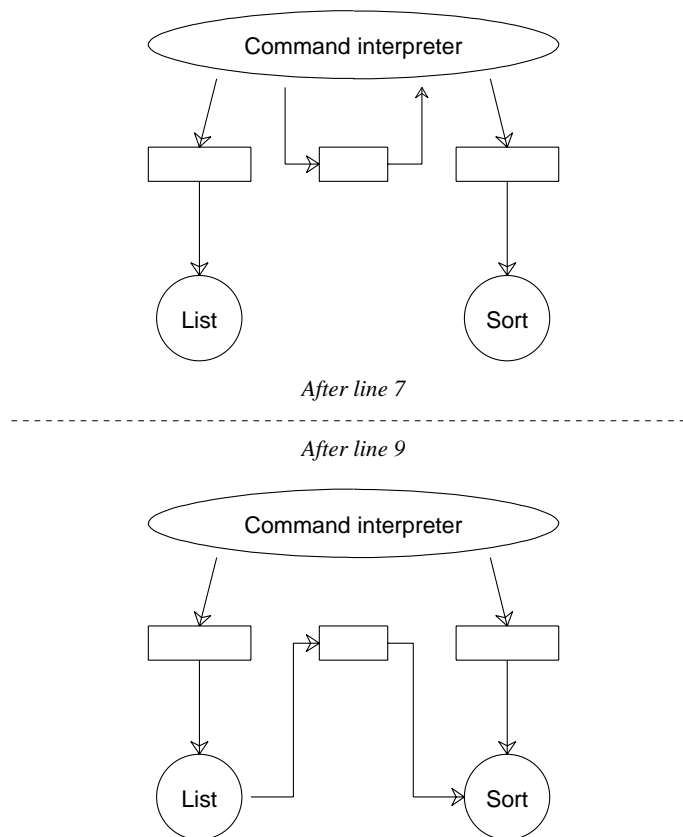 Command interpreter
List
Sort
After line 7
After line 9
Command interpreter
List
Sort